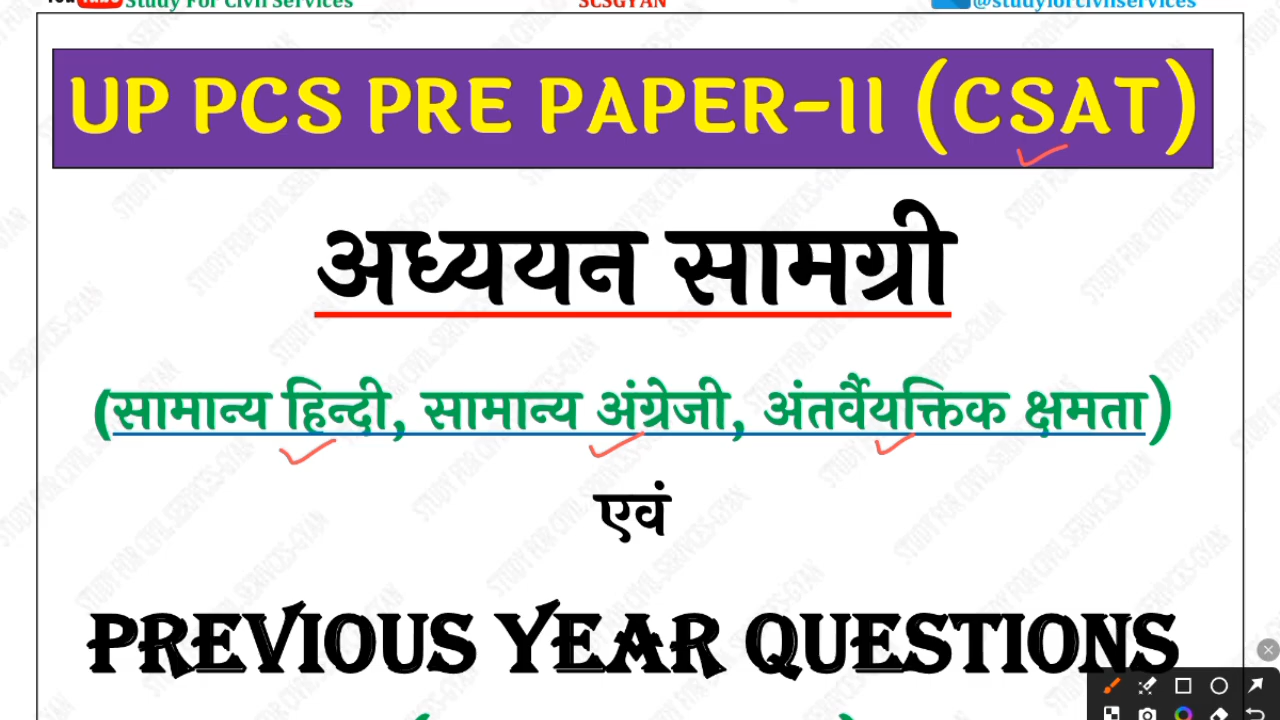 YouTube Study For Civil Services SCSGYAN @studyforcivilservices
UP PCS PRE PAPER-II (CSAT)
अध्ययन सामग्री
(सामान्य हिन्दी, सामान्य अंग्रेजी, अंतर्वैयक्तिक क्षमता)
एवं
PREVIOUS YEAR QUESTIONS